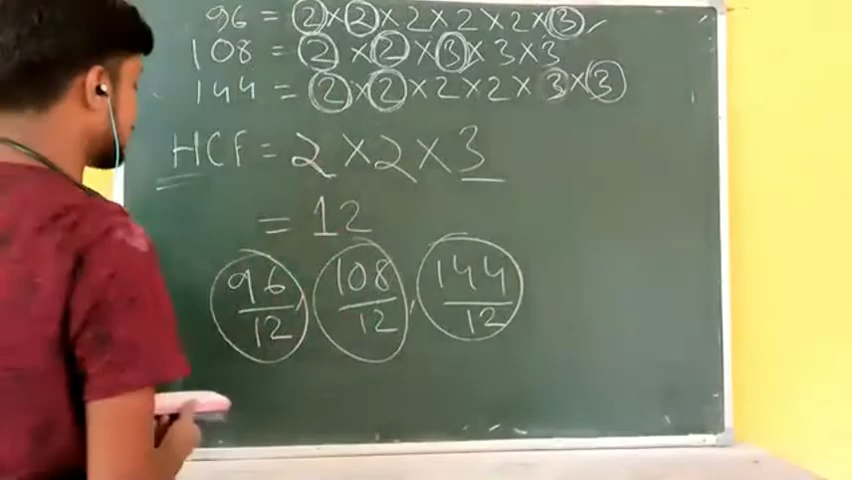 96 = 2×2×2×2×2×3
108 = 2×2×3×3×3
144 = 2×2×2×2×3×3
HCF = 2×2×3
= 12
96/12, 108/12, 144/12